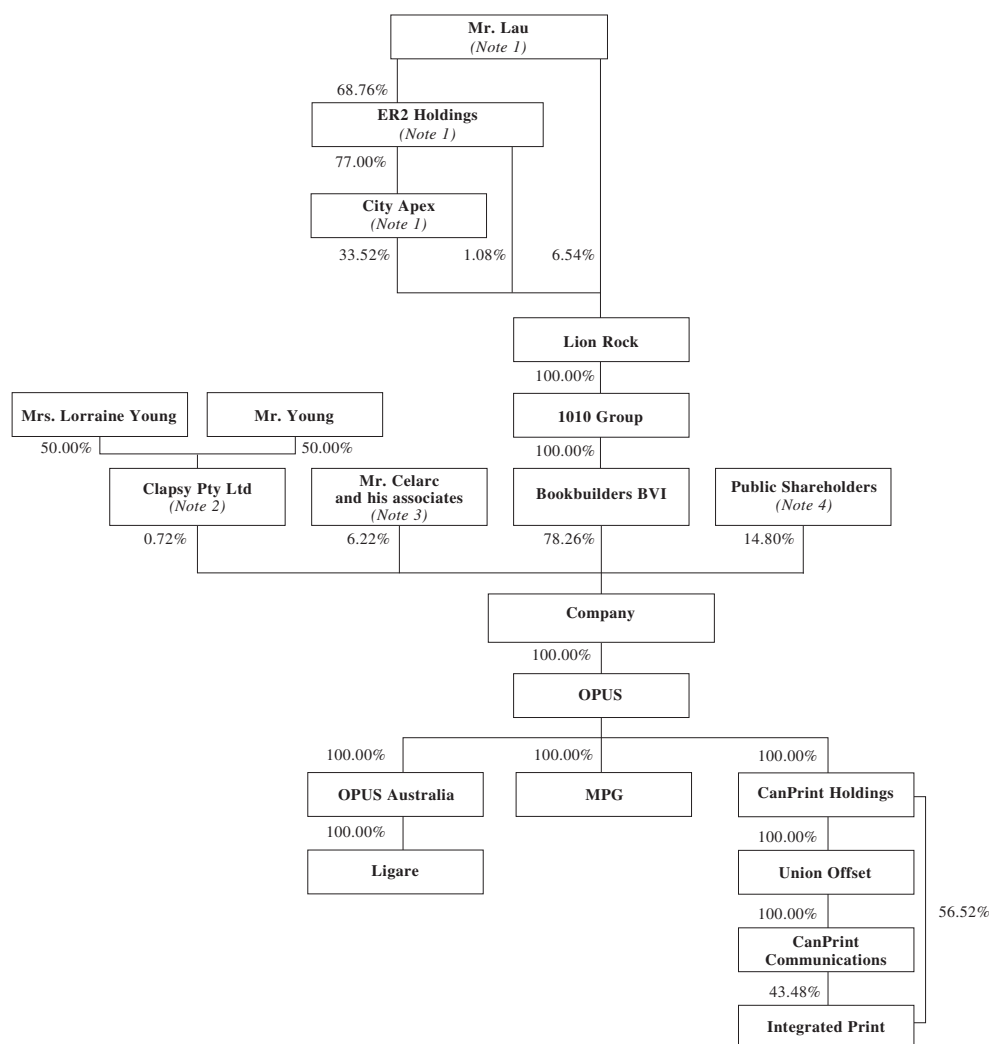 Mr. Lau
(Note 1)
68.76%
ER2 Holdings
(Note 1)
77.00%
City Apex
(Note 1)
33.52%
1.08%
6.54%
Lion Rock
100.00%
Mrs. Lorraine Young
Mr. Young
1010 Group
50.00%
50.00%
100.00%
Clapsy Pty Ltd
(Note 2)
Mr. Celarc
and his associates
(Note 3)
Bookbuilders BVI
Public Shareholders
(Note 4)
0.72%
6.22%
78.26%
14.80%
Company
100.00%
OPUS
100.00%
100.00%
100.00%
OPUS Australia
MPG
CanPrint Holdings
100.00%
100.00%
Ligare
Union Offset
56.52%
100.00%
CanPrint
Communications
43.48%
Integrated Print